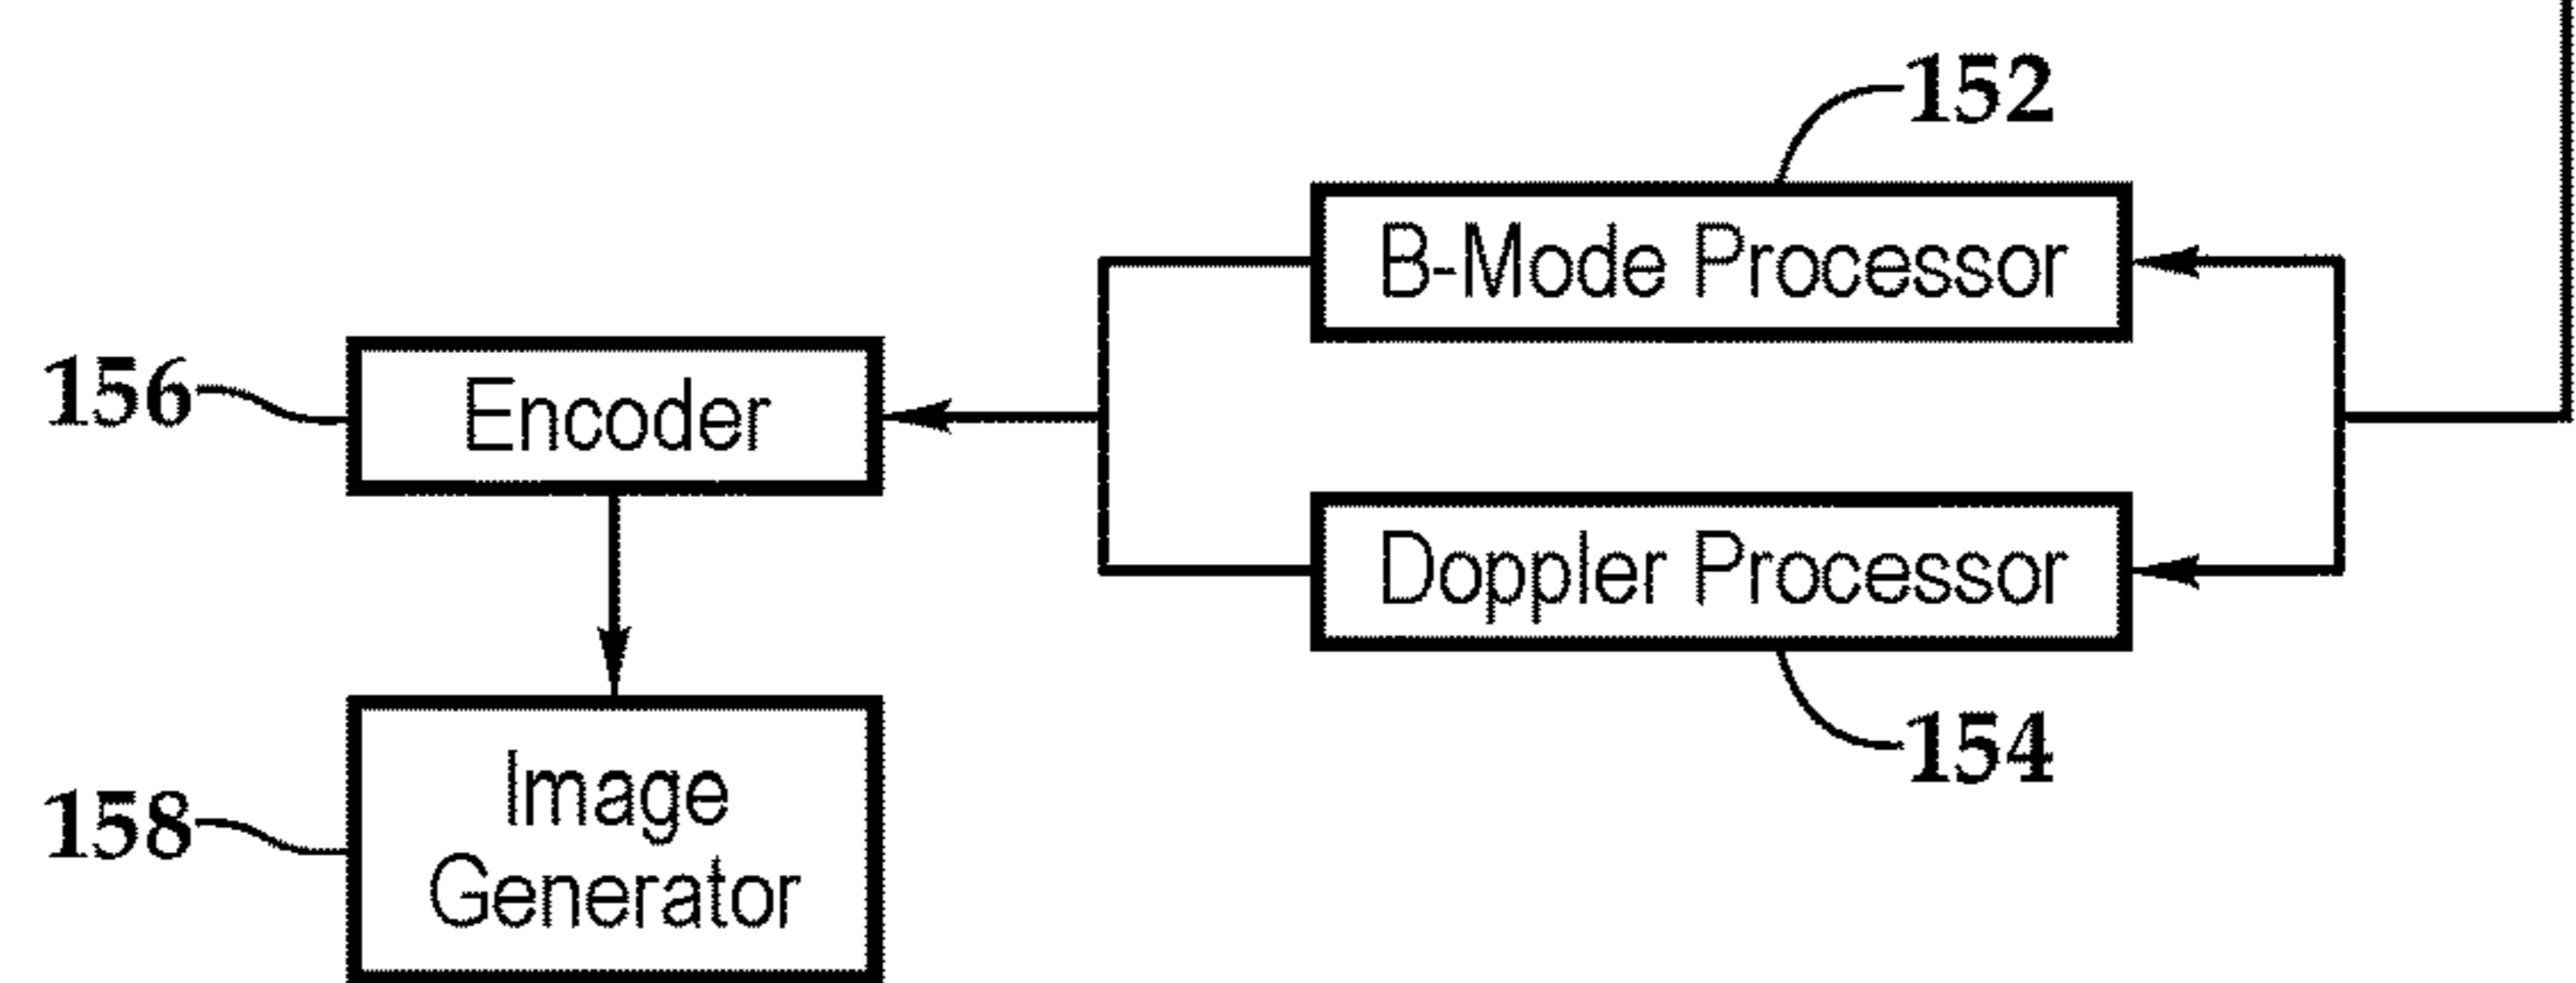 152
B-Mode Processor
156
Encoder
Doppler Processor
154
158
Image
Generator